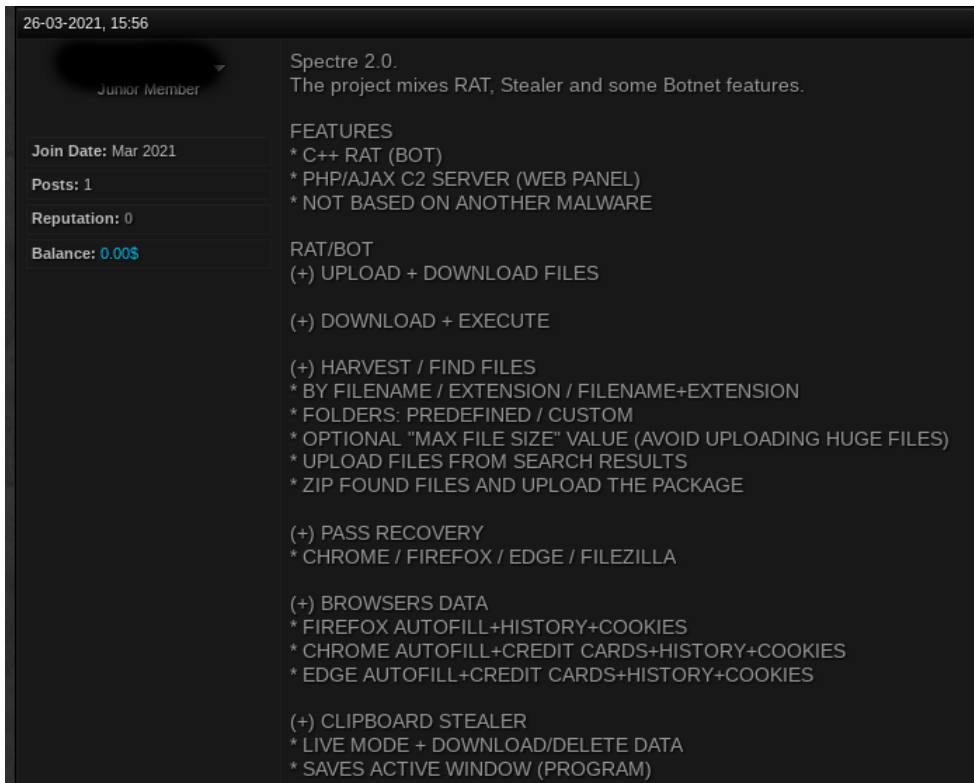 26-03-2021, 15:56
Junior Member
Join Date: Mar 2021
Posts: 1
Reputation: 0
Balance: 0.00$
Spectre 2.0.
The project mixes RAT, Stealer and some Botnet features.
FEATURES
* C++ RAT (BOT)
* PHP/AJAX C2 SERVER (WEB PANEL)
* NOT BASED ON ANOTHER MALWARE
RAT/BOT
(+) UPLOAD + DOWNLOAD FILES
(+) DOWNLOAD + EXECUTE
(+) HARVEST / FIND FILES
* BY FILENAME / EXTENSION / FILENAME+EXTENSION
* FOLDERS: PREDEFINED / CUSTOM
* OPTIONAL "MAX FILE SIZE" VALUE (AVOID UPLOADING HUGE FILES)
* UPLOAD FILES FROM SEARCH RESULTS
* ZIP FOUND FILES AND UPLOAD THE PACKAGE
(+) PASS RECOVERY
* CHROME / FIREFOX / EDGE / FILEZILLA
(+) BROWSERS DATA
* FIREFOX AUTOFILL+HISTORY+COOKIES
* CHROME AUTOFILL+CREDIT CARDS+HISTORY+COOKIES
* EDGE AUTOFILL+CREDIT CARDS+HISTORY+COOKIES
(+) CLIPBOARD STEALER
* LIVE MODE + DOWNLOAD/DELETE DATA
* SAVES ACTIVE WINDOW (PROGRAM)